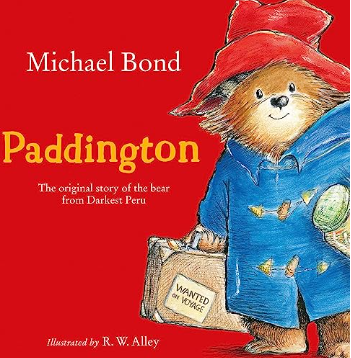 Michael Bond
Paddington
The original story of the bear
from Darkest Peru
WANTED
ON VOYAGE
Illustrated by R. W. Alley